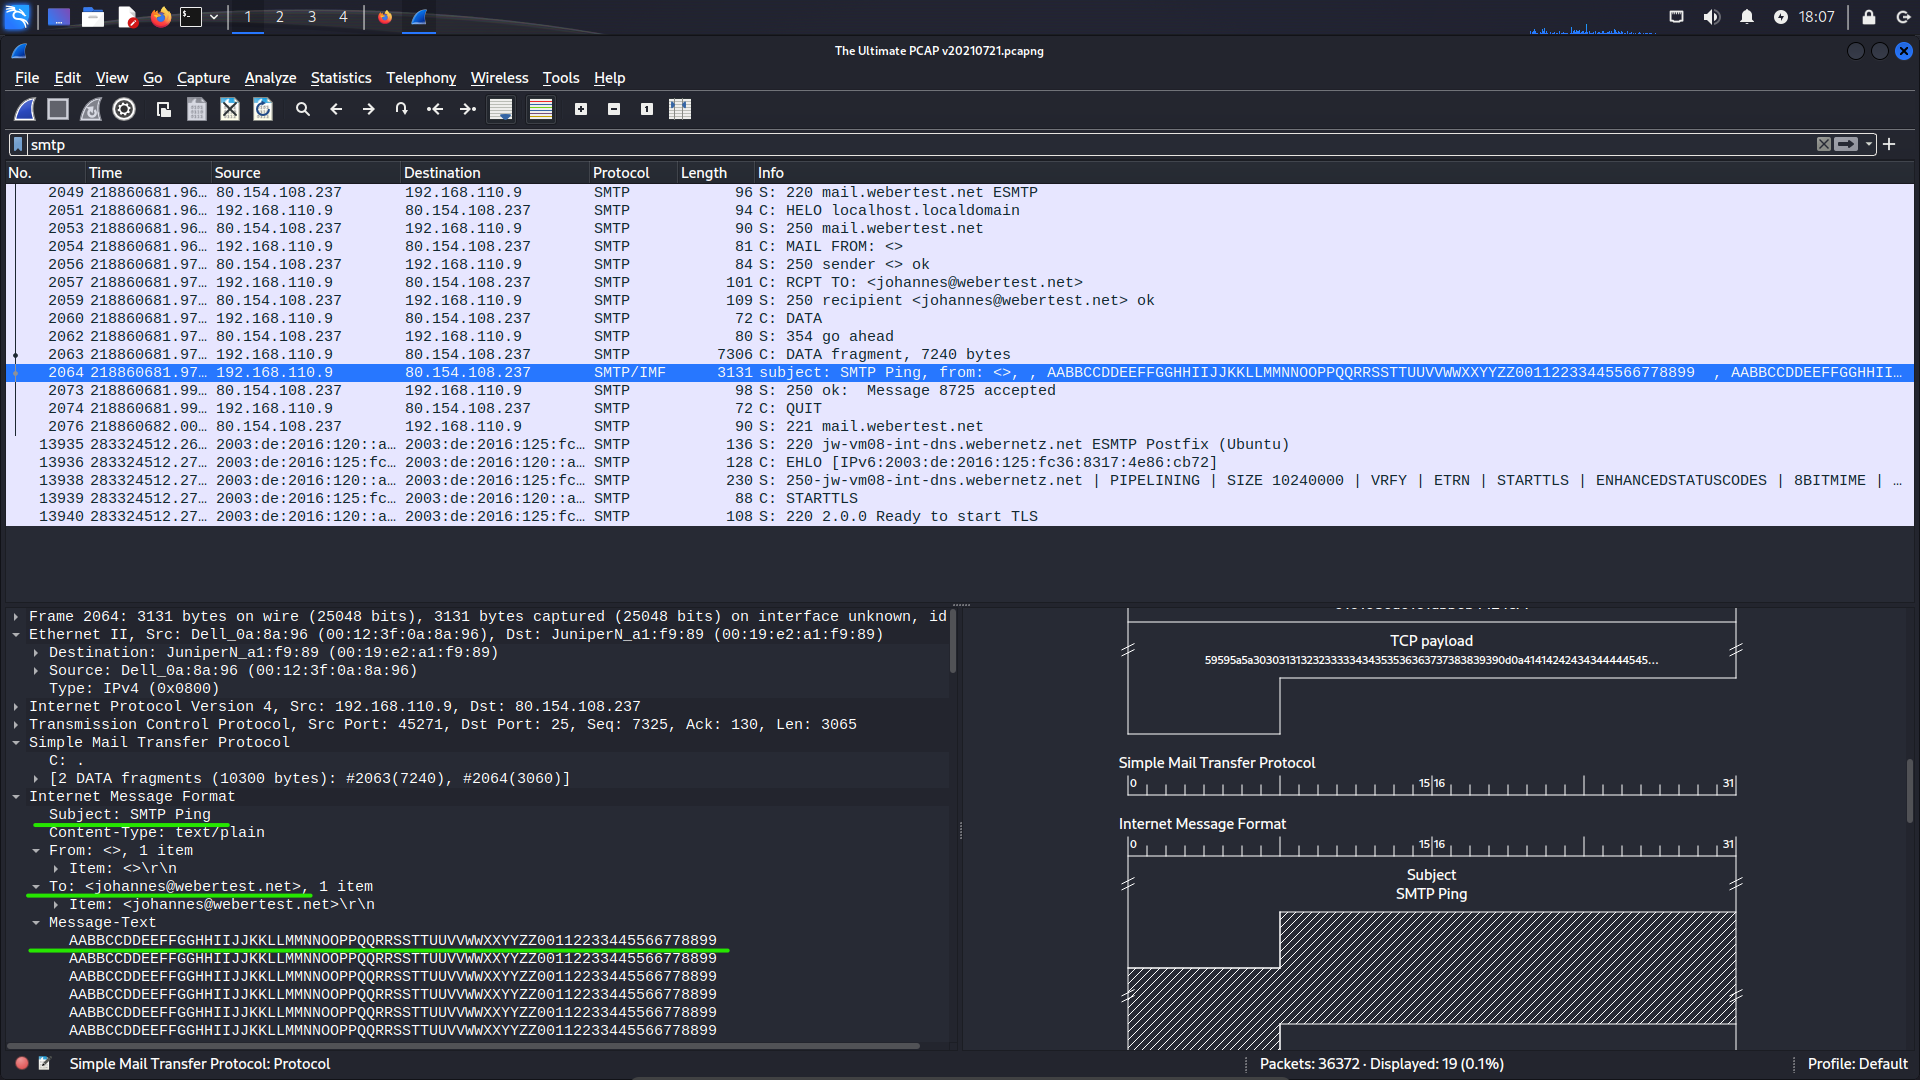 1 2 3 4 18:07
The Ultimate PCAP v20210721.pcapng
File Edit View Go Capture Analyze Statistics Telephony Wireless Tools Help
smtp
No. Time Source Destination Protocol Length Info
2049 218860681.96… 80.154.108.237 192.168.110.9 SMTP 96 S: 220 mail.webertest.net ESMTP
2051 218860681.96… 192.168.110.9 80.154.108.237 SMTP 94 C: HELO localhost.localdomain
2053 218860681.96… 80.154.108.237 192.168.110.9 SMTP 90 S: 250 mail.webertest.net
2054 218860681.96… 192.168.110.9 80.154.108.237 SMTP 81 C: MAIL FROM: <>
2056 218860681.97… 80.154.108.237 192.168.110.9 SMTP 84 S: 250 sender <> ok
2057 218860681.97… 192.168.110.9 80.154.108.237 SMTP 101 C: RCPT TO: <johannes@webertest.net>
2059 218860681.97… 80.154.108.237 192.168.110.9 SMTP 109 S: 250 recipient <johannes@webertest.net> ok
2060 218860681.97… 192.168.110.9 80.154.108.237 SMTP 72 C: DATA
2062 218860681.97… 80.154.108.237 192.168.110.9 SMTP 80 S: 354 go ahead
2063 218860681.97… 192.168.110.9 80.154.108.237 SMTP 7306 C: DATA fragment, 7240 bytes
2064 218860681.97… 192.168.110.9 80.154.108.237 SMTP/IMF 3131 subject: SMTP Ping, from: <>, , AABBCCDDEEFFGGHHIIJJKKLLMMNNOOPPQQRRSSTTUUVVWWXXYYZZ00112233445566778899 , AABBCCDDEEFFGGHHII…
2073 218860681.99… 80.154.108.237 192.168.110.9 SMTP 98 S: 250 ok: Message 8725 accepted
2074 218860681.99… 192.168.110.9 80.154.108.237 SMTP 72 C: QUIT
2076 218860682.00… 80.154.108.237 192.168.110.9 SMTP 90 S: 221 mail.webertest.net
13935 283324512.26… 2003:de:2016:120::a… 2003:de:2016:125:fc… SMTP 136 S: 220 jw-vm08-int-dns.webernetz.net ESMTP Postfix (Ubuntu)
13936 283324512.27… 2003:de:2016:125:fc… 2003:de:2016:120::a… SMTP 128 C: EHLO [IPv6:2003:de:2016:125:fc36:8317:4e86:cb72]
13938 283324512.27… 2003:de:2016:120::a… 2003:de:2016:125:fc… SMTP 230 S: 250-jw-vm08-int-dns.webernetz.net | PIPELINING | SIZE 10240000 | VRFY | ETRN | STARTTLS | ENHANCEDSTATUSCODES | 8BITMIME | …
13939 283324512.27… 2003:de:2016:125:fc… 2003:de:2016:120::a… SMTP 88 C: STARTTLS
13940 283324512.27… 2003:de:2016:120::a… 2003:de:2016:125:fc… SMTP 108 S: 220 2.0.0 Ready to start TLS
Frame 2064: 3131 bytes on wire (25048 bits), 3131 bytes captured (25048 bits) on interface unknown, id
Ethernet II, Src: Dell_0a:8a:96 (00:12:3f:0a:8a:96), Dst: JuniperN_a1:f9:89 (00:19:e2:a1:f9:89)
Destination: JuniperN_a1:f9:89 (00:19:e2:a1:f9:89)
Source: Dell_0a:8a:96 (00:12:3f:0a:8a:96)
Type: IPv4 (0x0800)
Internet Protocol Version 4, Src: 192.168.110.9, Dst: 80.154.108.237
Transmission Control Protocol, Src Port: 45271, Dst Port: 25, Seq: 7325, Ack: 130, Len: 3065
Simple Mail Transfer Protocol
C: .
[2 DATA fragments (10300 bytes): #2063(7240), #2064(3060)]
Internet Message Format
Subject: SMTP Ping
Content-Type: text/plain
From: <>, 1 item
Item: <>\r\n
To: <johannes@webertest.net>, 1 item
Item: <johannes@webertest.net>\r\n
Message-Text
AABBCCDDEEFFGGHHIIJJKKLLMMNNOOPPQQRRSSTTUUVVWWXXYYZZ00112233445566778899
AABBCCDDEEFFGGHHIIJJKKLLMMNNOOPPQQRRSSTTUUVVWWXXYYZZ00112233445566778899
AABBCCDDEEFFGGHHIIJJKKLLMMNNOOPPQQRRSSTTUUVVWWXXYYZZ00112233445566778899
AABBCCDDEEFFGGHHIIJJKKLLMMNNOOPPQQRRSSTTUUVVWWXXYYZZ00112233445566778899
AABBCCDDEEFFGGHHIIJJKKLLMMNNOOPPQQRRSSTTUUVVWWXXYYZZ00112233445566778899
AABBCCDDEEFFGGHHIIJJKKLLMMNNOOPPQQRRSSTTUUVVWWXXYYZZ00112233445566778899
TCP payload
59595a5a30303131323233333434353536363737383839390d0a41414242434344444545…
Simple Mail Transfer Protocol
0 15 16 31
Internet Message Format
0 15 16 31
Subject
SMTP Ping
Simple Mail Transfer Protocol: Protocol
Packets: 36372 · Displayed: 19 (0.1%)
Profile: Default